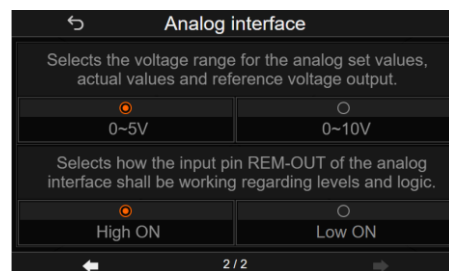 Analog interface
Selects the voltage range for the analog set values,
actual values and reference voltage output.
0~5V
0~10V
Selects how the input pin REM-OUT of the analog
interface shall be working regarding levels and logic.
High ON
Low ON
2 / 2